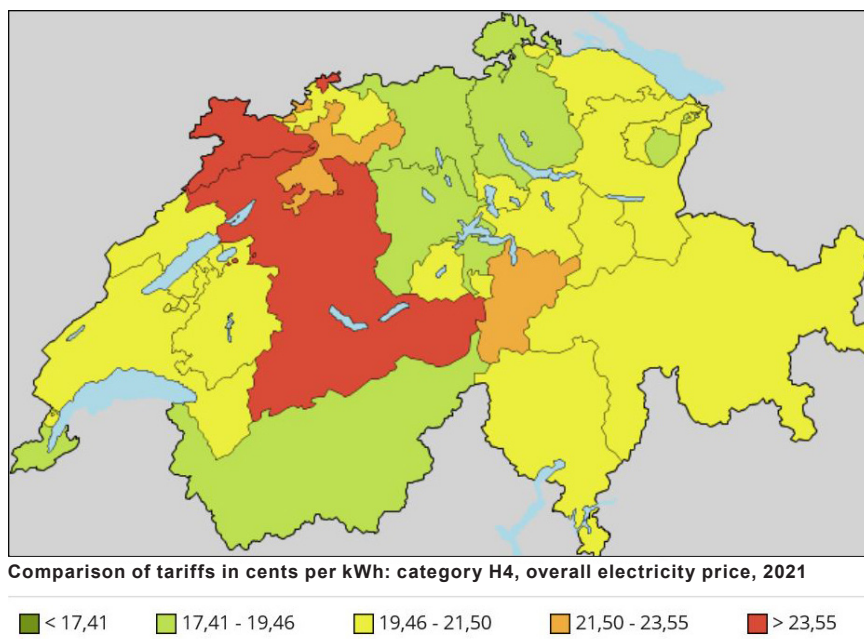 Comparison of tariffs in cents per kWh: category H4, overall electricity price, 2021
< 17,41 17,41 - 19,46 19,46 - 21,50 21,50 - 23,55 > 23,55